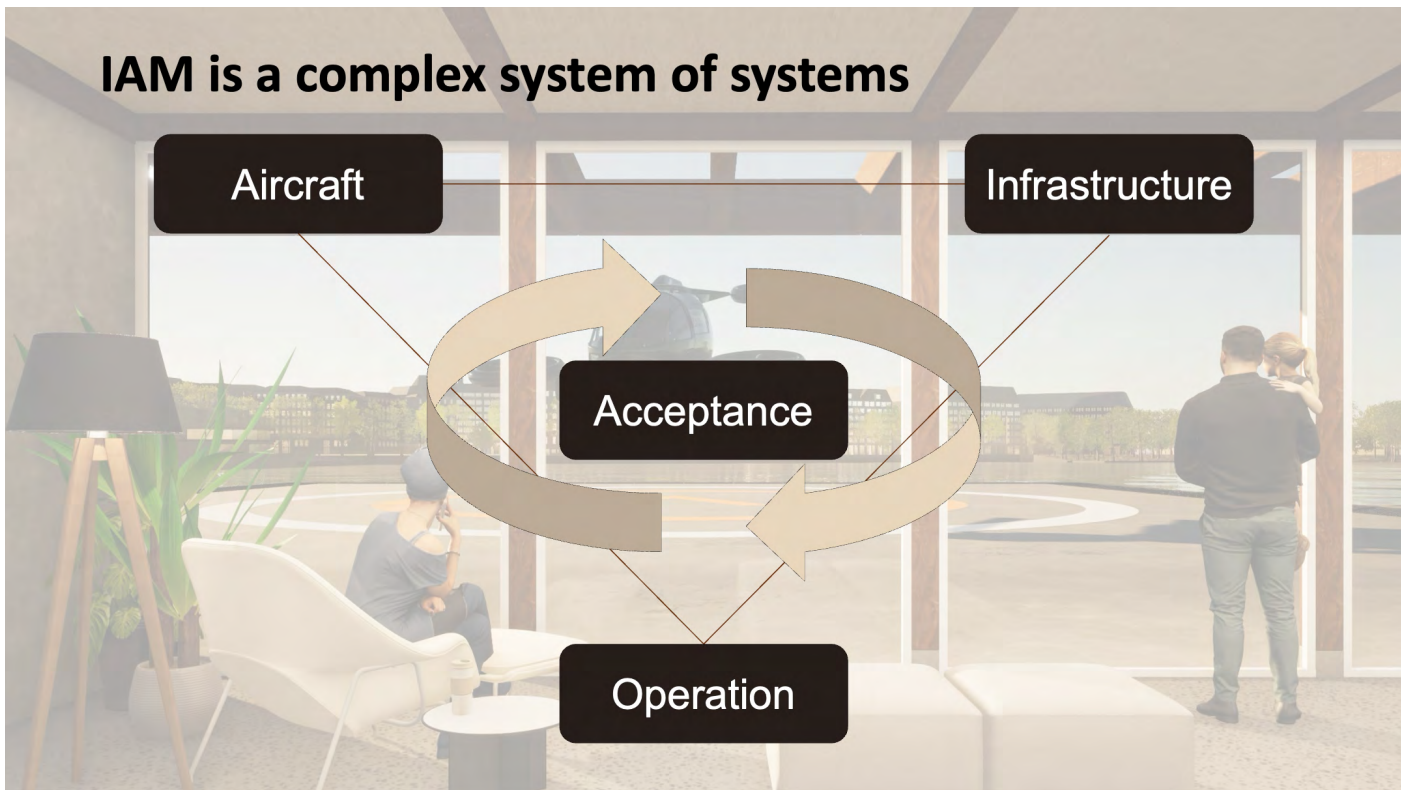 IAM is a complex system of systems
Aircraft
Infrastructure
Acceptance
Operation